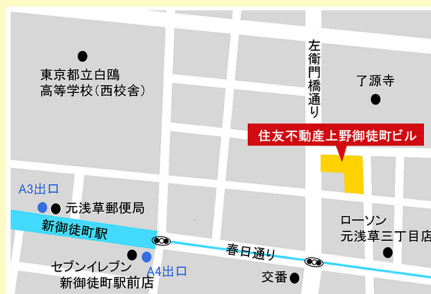 東京都立白鴎
高等学校(西校舎)
左衛門橋通り
了源寺
住友不動産上野御徒町ビル
A3出口
元浅草郵便局
新御徒町駅
セブンイレブン
新御徒町駅前店
A4出口
春日通り
交番
ローソン
元浅草三丁目店